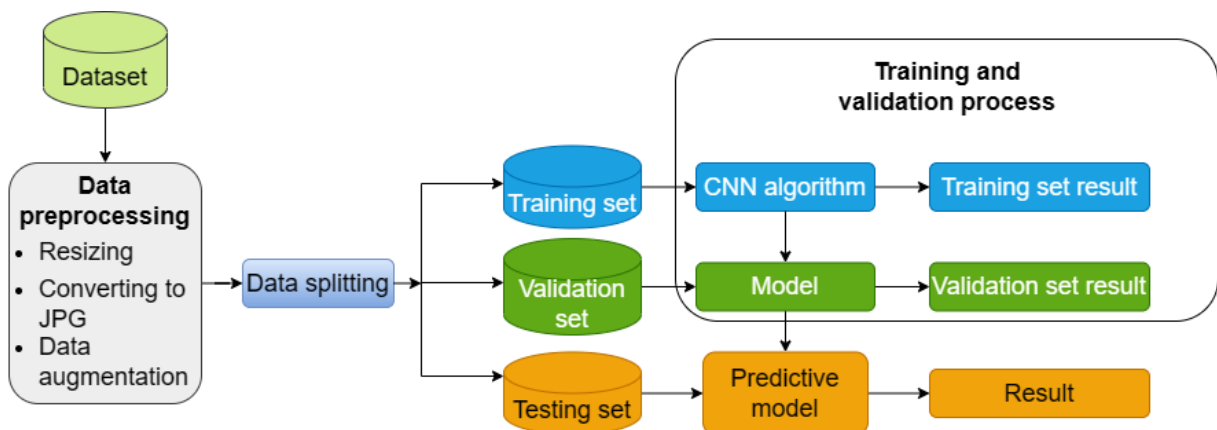 Dataset
Data
preprocessing
• Resizing
• Converting to
JPG
• Data
augmentation
Data splitting
Training set
Validation
set
Testing set
Training and
validation process
CNN algorithm
Training set result
Model
Validation set result
Predictive
model
Result